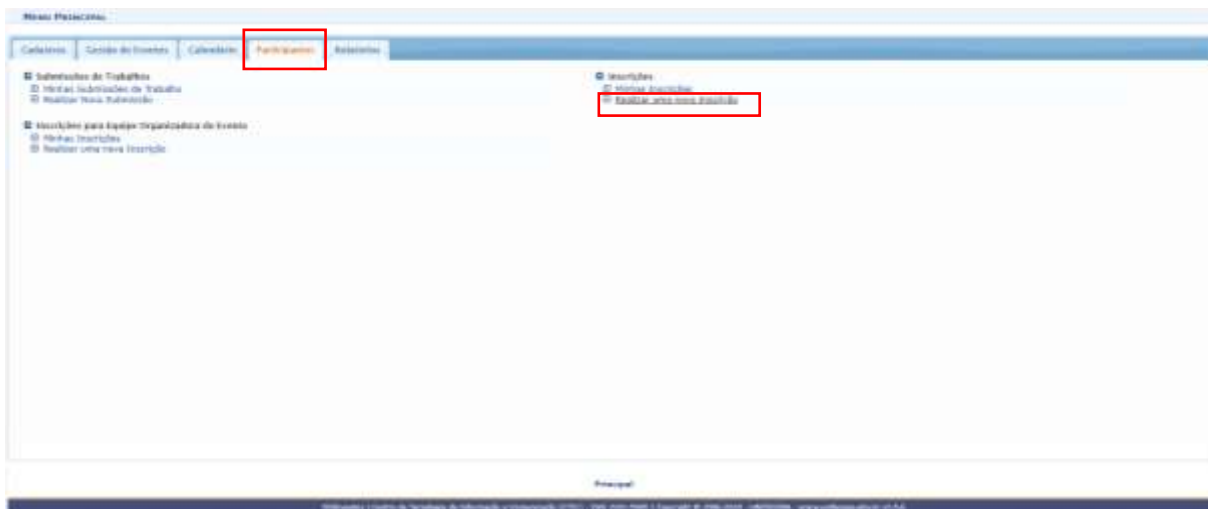 Menu Principal
Cadastros Gestão de Eventos Calendário Participantes Relatórios
Submissões de Trabalhos
Minhas Submissões de Trabalho
Realizar Nova Submissão
Inscrições para Equipe Organizadora do Evento
Minhas Inscrições
Realizar uma nova Inscrição
Inscrições
Minhas Inscrições
Realizar uma nova Inscrição
Principal